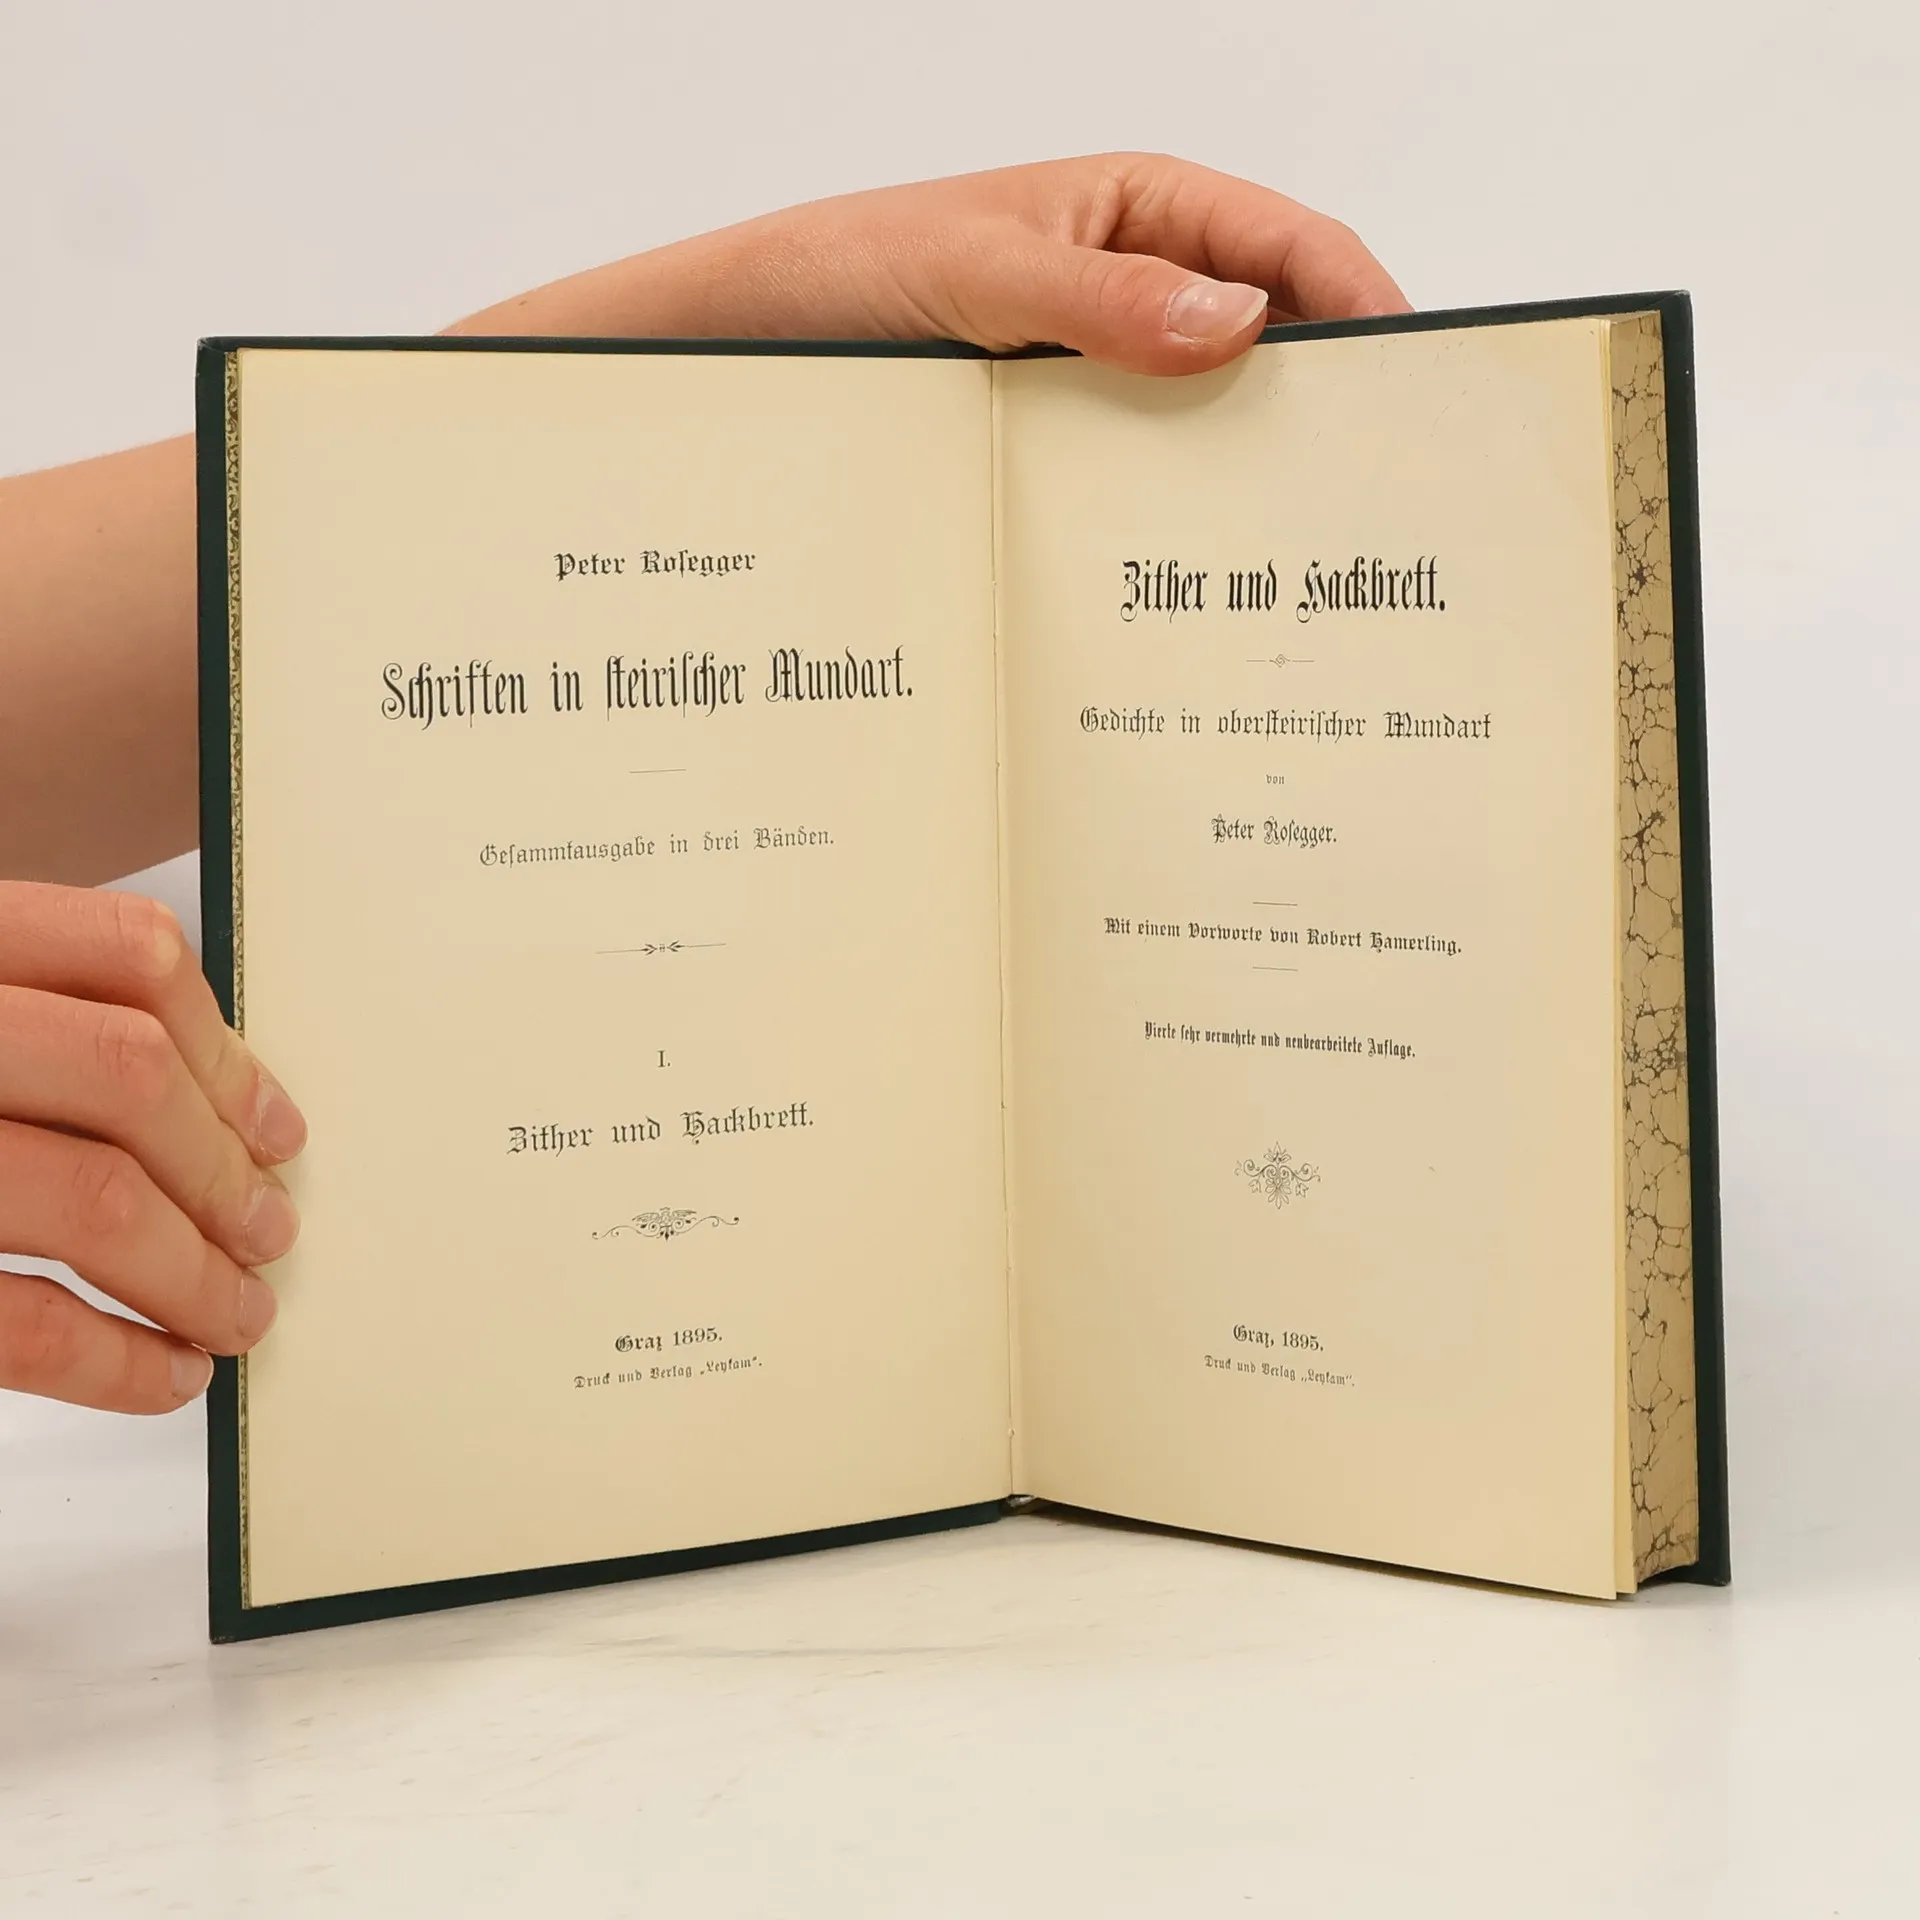 Peter Roſegger
Schriften in ſteiriſcher Mundart.
Geſammtausgabe in drei Bänden.
I.
Zither und Hackbrett.
Graz 1895.
Druck und Verlag „Leykam“.
Zither und Hackbrett.
Gedichte in oberſteiriſcher Mundart
von
Peter Roſegger.
Mit einem Vorworte von Robert Hamerling.
Vierte ſehr vermehrte und neubearbeitete Auflage.
Graz, 1895.
Druck und Verlag „Leykam“.